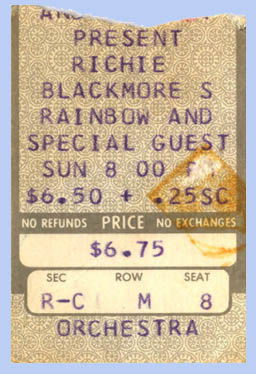 PRESENT
RICHIE
BLACKMORE S
RAINBOW AND
SPECIAL GUEST
SUN 8 00
$6.50 + .25SC
NO REFUNDS PRICE NO EXCHANGES
$6.75
SEC ROW SEAT
R-C M 8
ORCHESTRA